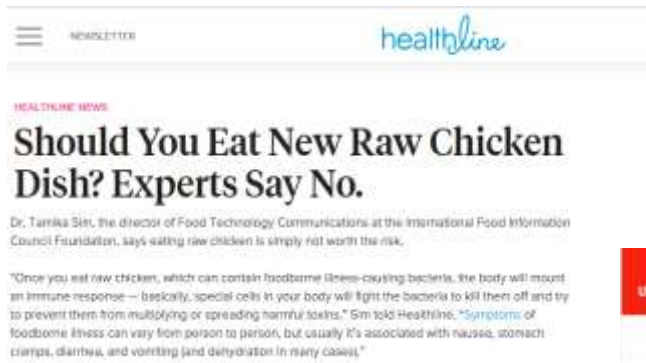 NEWSLETTER
healthline
HEALTHLINE NEWS
Should You Eat New Raw Chicken
Dish? Experts Say No.
Dr. Tamika Sim, the director of Food Technology Communications at the International Food Information
Council Foundation, says eating raw chicken is simply not worth the risk.
"Once you eat raw chicken, which can contain foodborne illness-causing bacteria, the body will mount
an immune response — basically, special cells in your body will fight the bacteria to kill them off and try
to prevent them from multiplying or spreading harmful toxins." Sim told Healthline. "Symptoms of
foodborne illness can vary from person to person, but usually it's associated with nausea, stomach
cramps, diarrhea, and vomiting (and dehydration in many cases)."
U